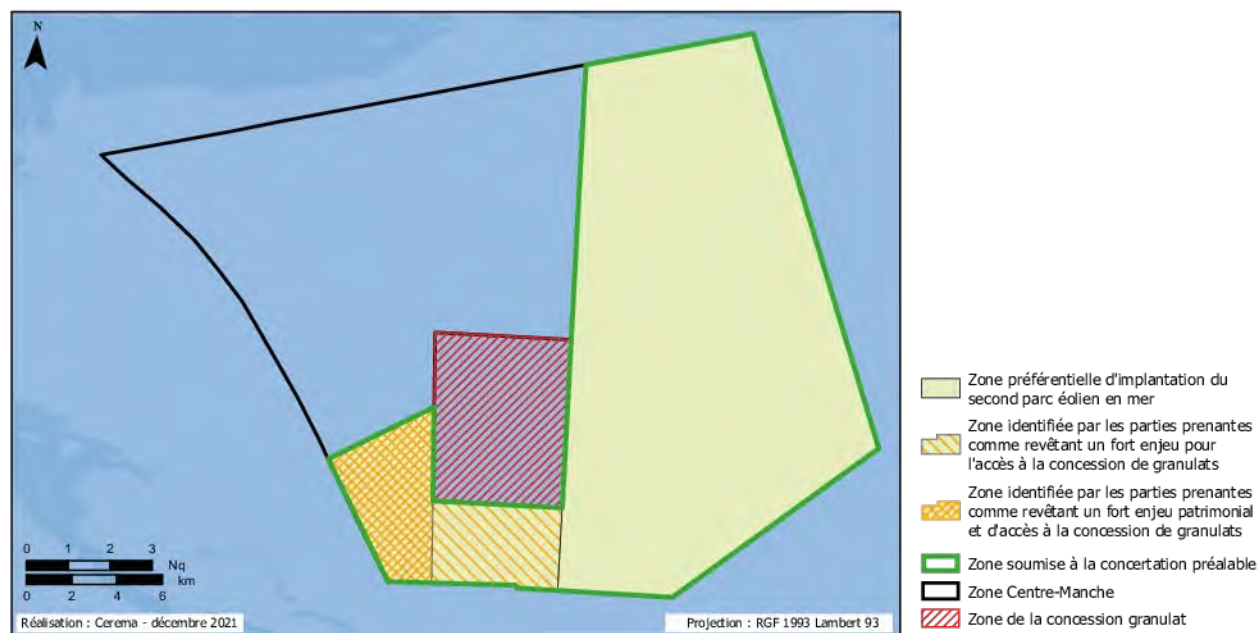 N
0 1 2 3
Nq
km
0 2 4 6
Réalisation : Cerema - décembre 2021
Projection : RGF 1993 Lambert 93
Zone préférentielle d'implantation du
second parc éolien en mer
Zone identifiée par les parties prenantes
comme revêtant un fort enjeu pour
l'accès à la concession de granulats
Zone identifiée par les parties prenantes
comme revêtant un fort enjeu patrimonial
et d'accès à la concession de granulats
Zone soumise à la concertation préalable
Zone Centre-Manche
Zone de la concession granulat